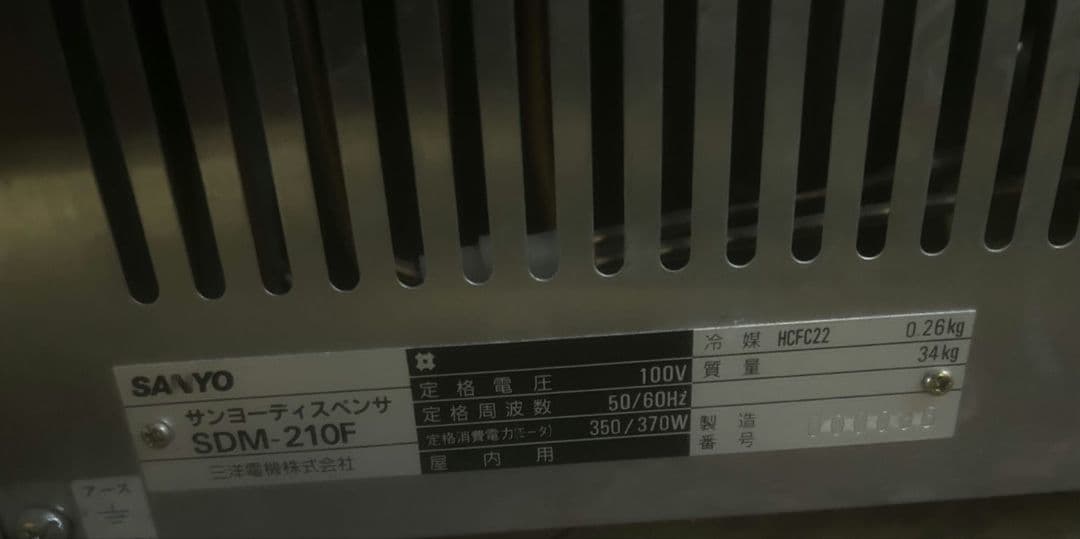 SANYO
サンヨーディスペンサ
SDM-210F
三洋電機株式会社
定格電圧 100V
定格周波数 50/60Hz
定格消費電力(モータ) 350/370W
屋内用
冷媒 HCFC22 0.26kg
質量 34kg
製造番号
アース